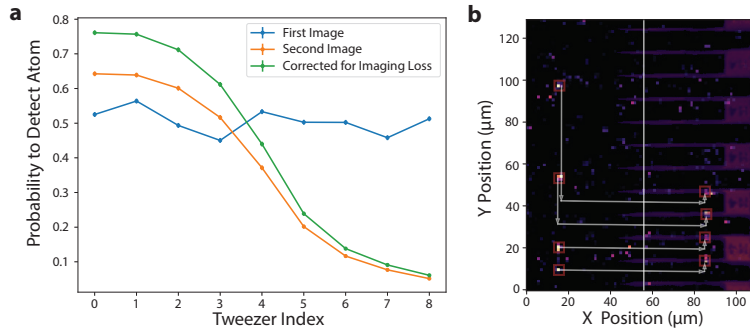 a
Probability to Detect Atom
0.8
0.7
0.6
0.5
0.4
0.3
0.2
0.1
First Image
Second Image
Corrected for Imaging Loss
0 1 2 3 4 5 6 7 8
Tweezer Index
b
Y Position (μm)
120
100
80
60
40
20
0
0 20 40 60 80 100
X Position (μm)